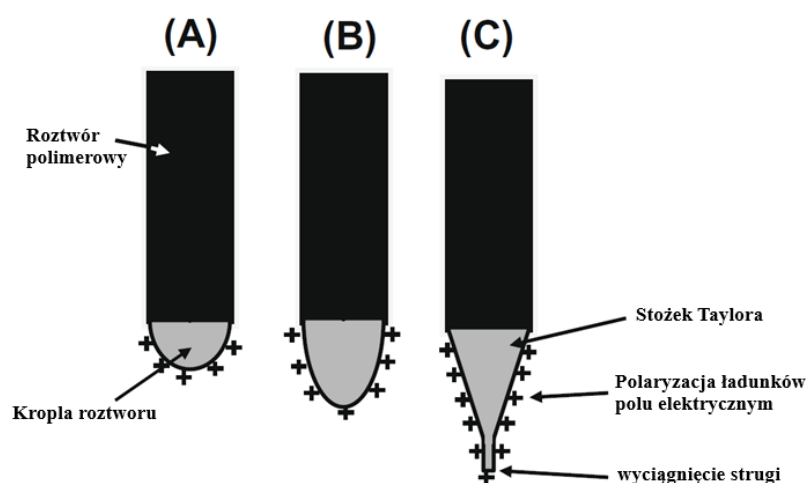 (A) (B) (C)
Roztwór
polimerowy
Stożek Taylora
Polaryzacja ładunków
polu elektrycznym
Kropla roztworu
wyciągnięcie strugi